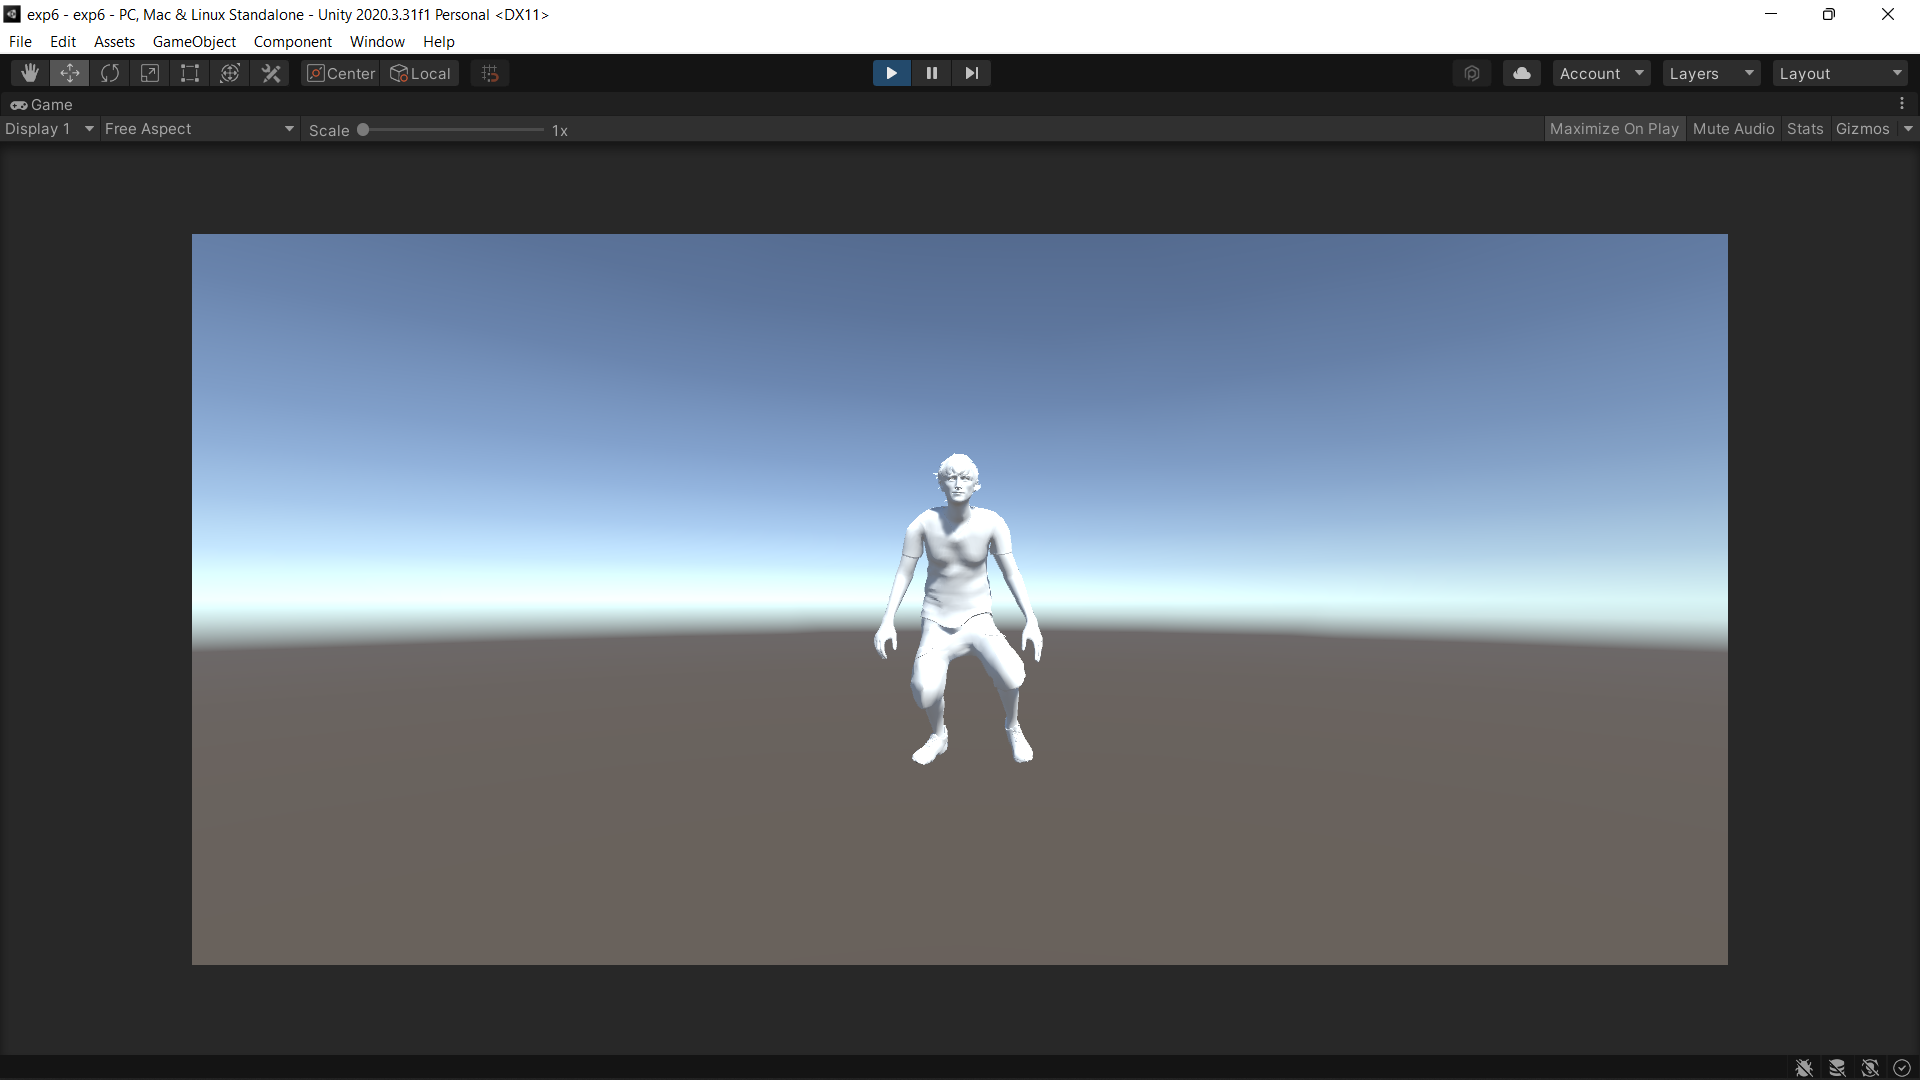 exp6 - exp6 - PC, Mac & Linux Standalone - Unity 2020.3.31f1 Personal <DX11>
File Edit Assets GameObject Component Window Help
Center Local Account Layers Layout
Game
Display 1 Free Aspect Scale 1x Maximize On Play Mute Audio Stats Gizmos